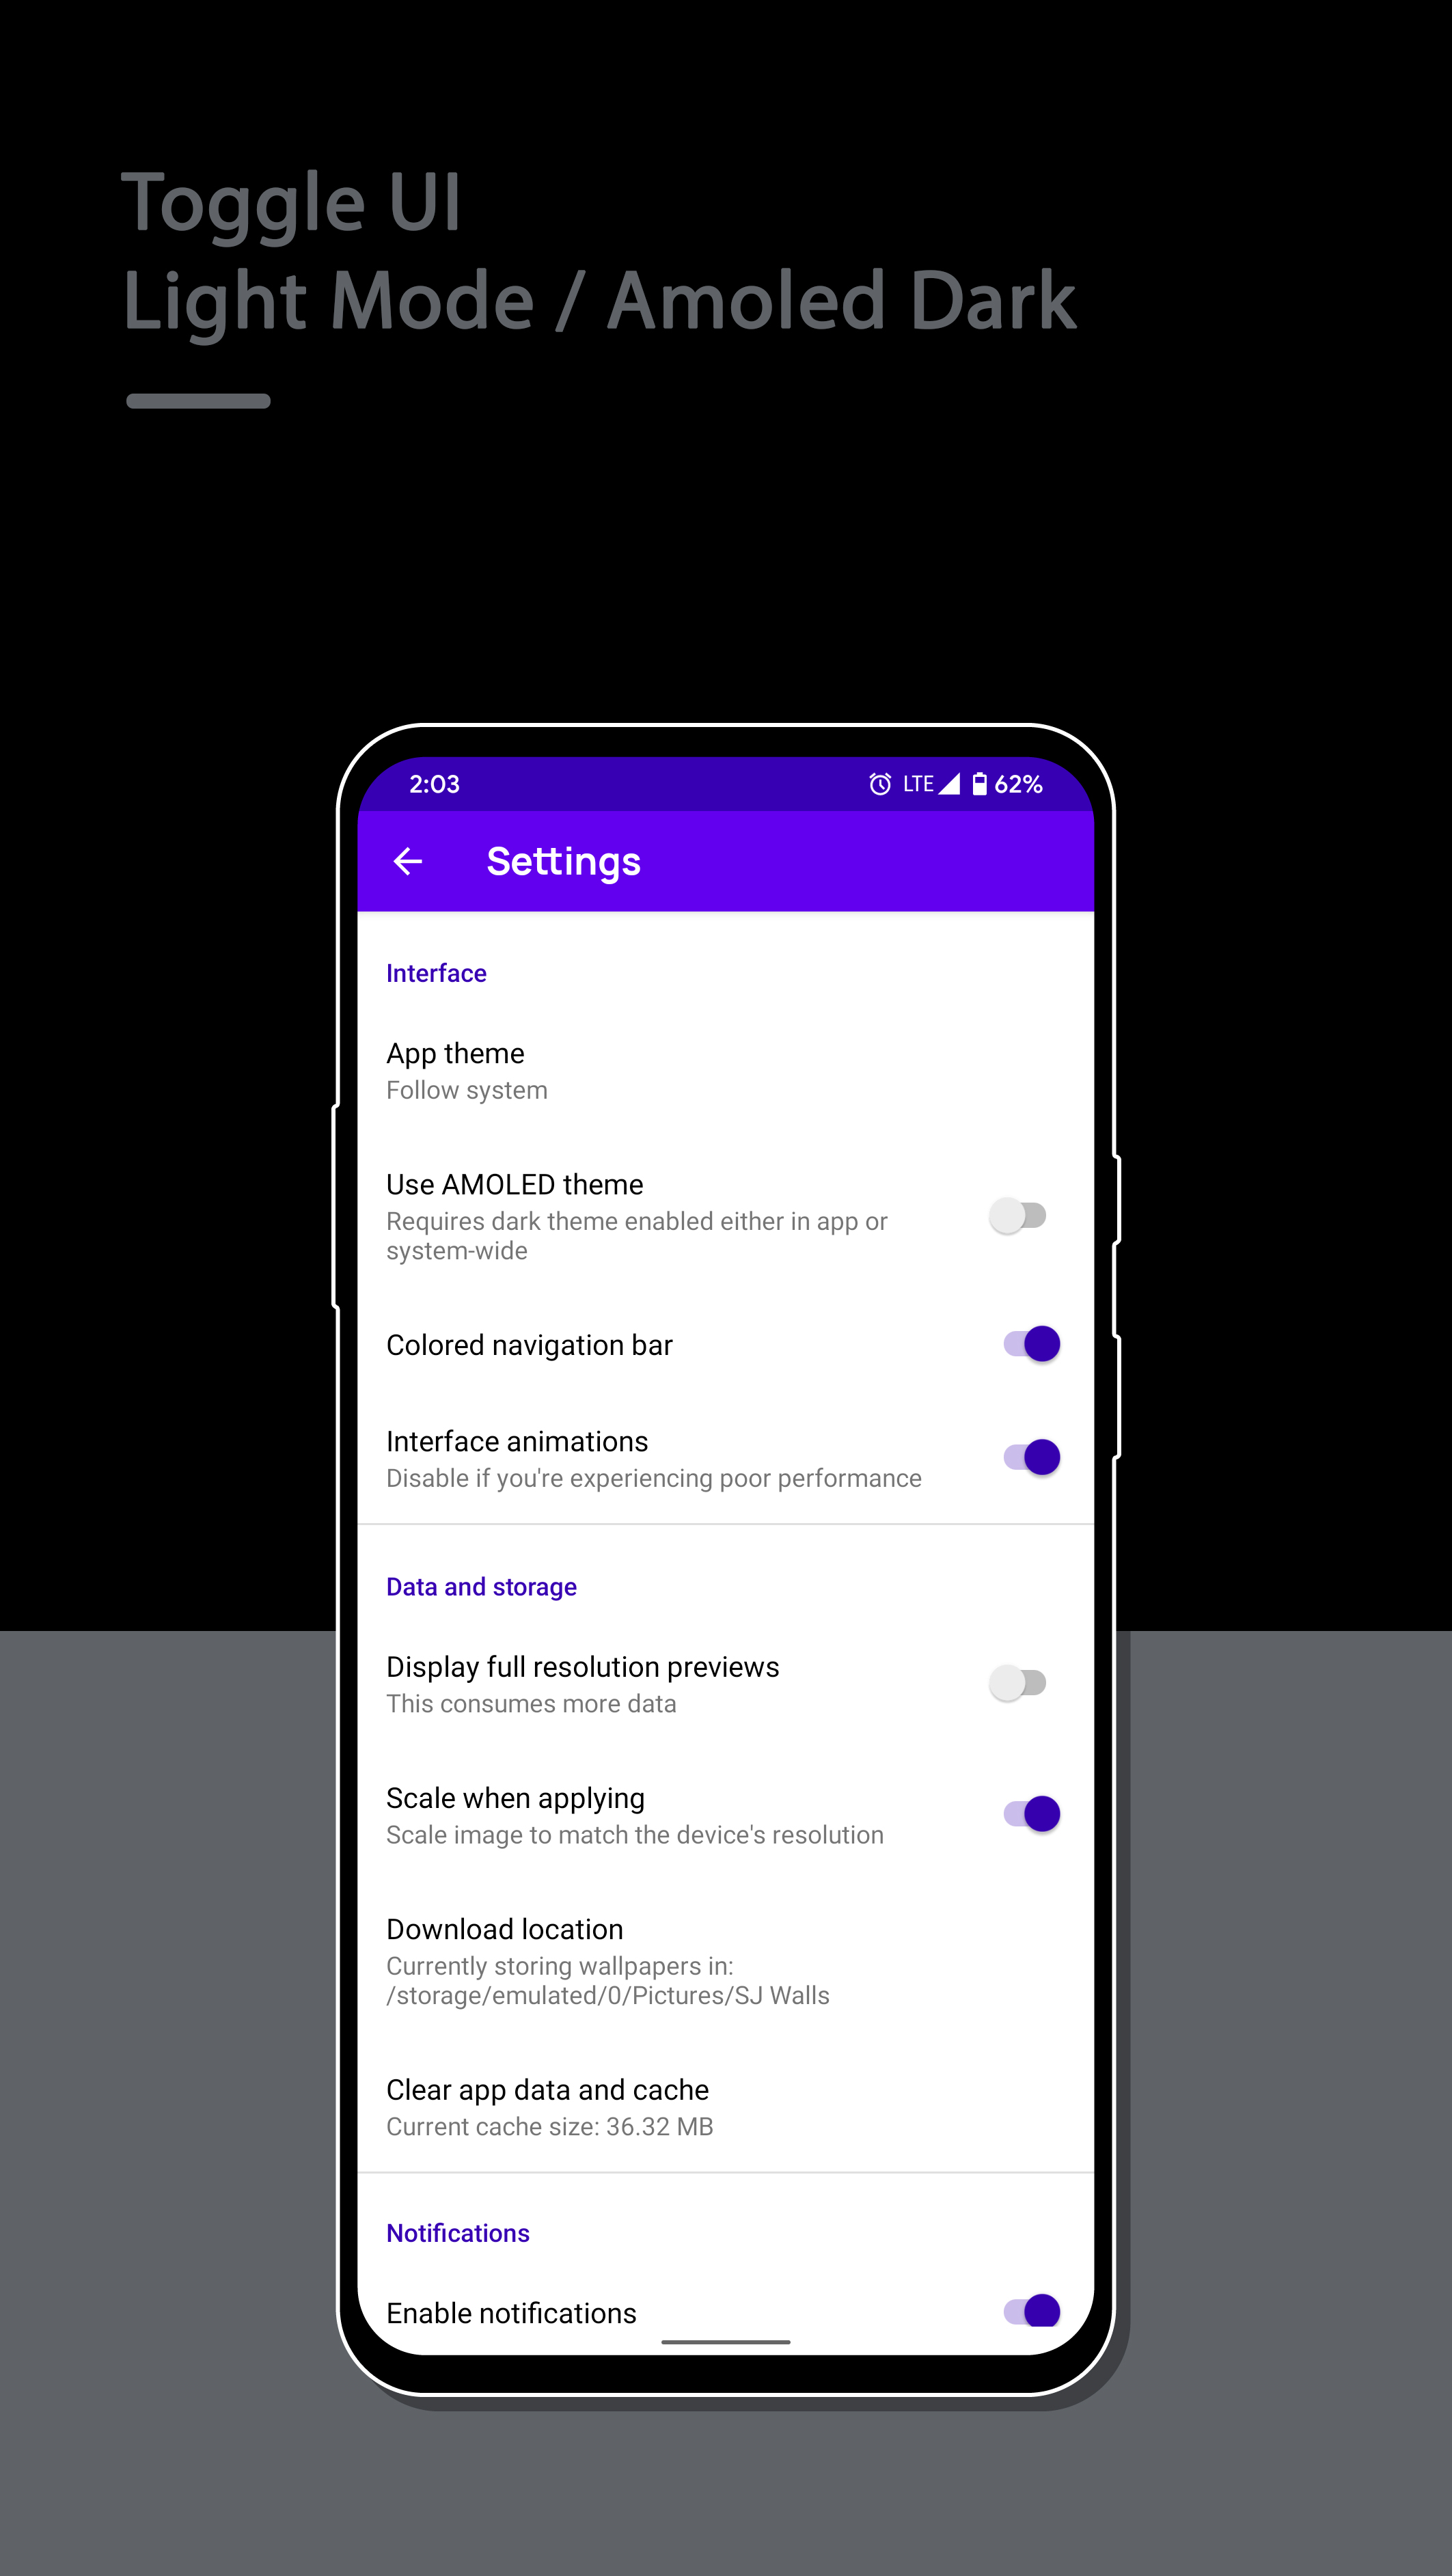 Toggle UI
Light Mode / Amoled Dark
2:03 LTE 62%
Settings
Interface
App theme
Follow system
Use AMOLED theme
Requires dark theme enabled either in app or
system-wide
Colored navigation bar
Interface animations
Disable if you're experiencing poor performance
Data and storage
Display full resolution previews
This consumes more data
Scale when applying
Scale image to match the device's resolution
Download location
Currently storing wallpapers in:
/storage/emulated/0/Pictures/SJ Walls
Clear app data and cache
Current cache size: 36.32 MB
Notifications
Enable notifications